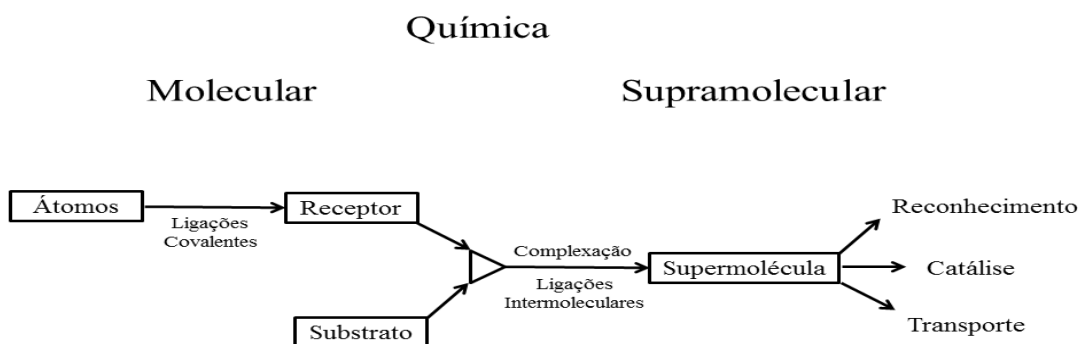 Química
Molecular
Supramolecular
Átomos
Ligações
Covalentes
Receptor
Substrato
Complexação
Ligações
Intermoleculares
Supermolécula
Reconhecimento
Catálise
Transporte